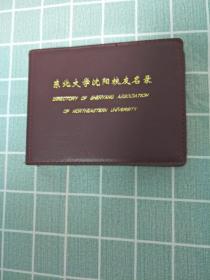 东北大学沈阳校友名录
DIRECTORY OF SHENYANG ASSOCIATION
OF NORTHEASTERN UNIVERSITY